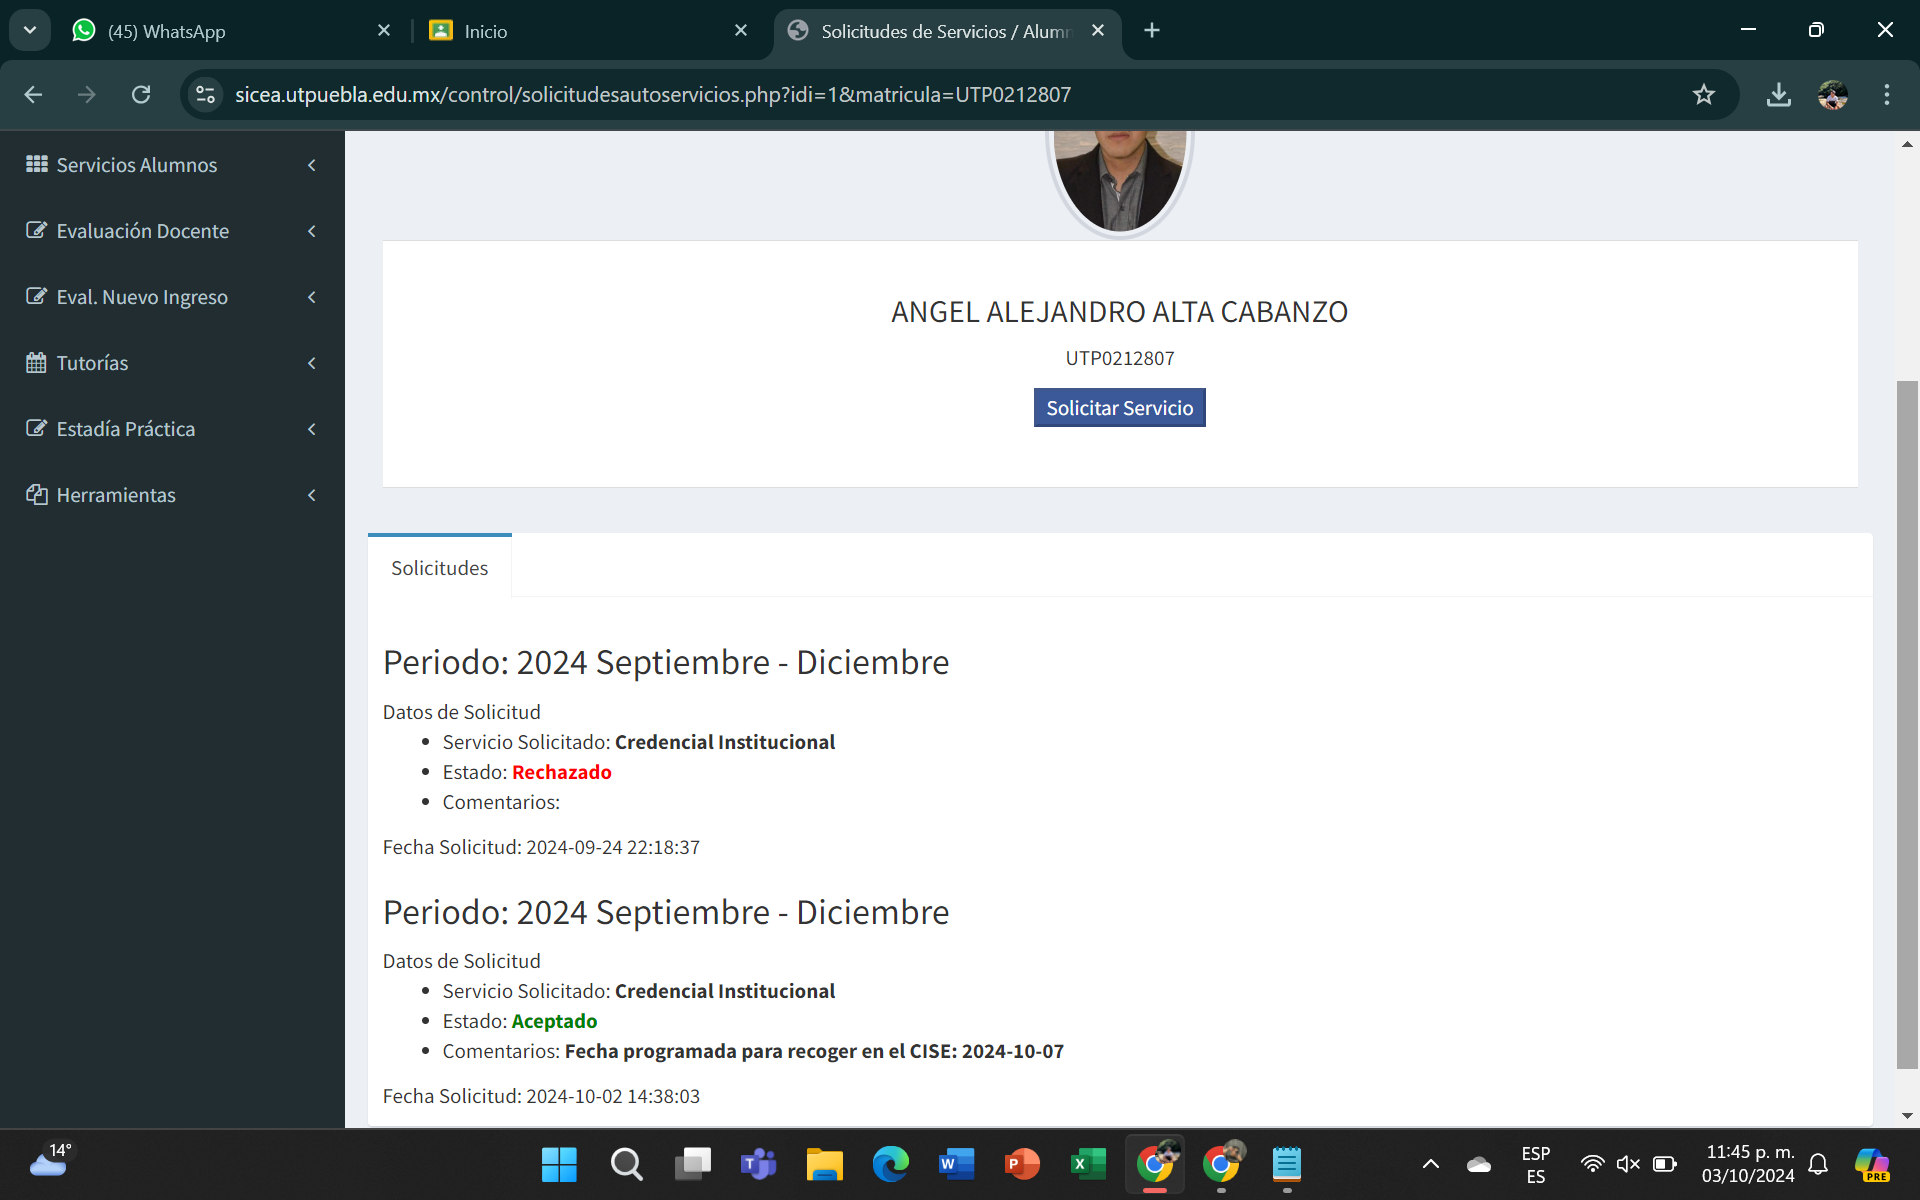 (45) WhatsApp
Inicio
Solicitudes de Servicios / Alumn
sicea.utpuebla.edu.mx/control/solicitudesautoservicios.php?idi=1&matricula=UTP0212807
Servicios Alumnos
Evaluación Docente
Eval. Nuevo Ingreso
Tutorías
Estadía Práctica
Herramientas
ANGEL ALEJANDRO ALTA CABANZO
UTP0212807
Solicitar Servicio
Solicitudes
Periodo: 2024 Septiembre - Diciembre
Datos de Solicitud
Servicio Solicitado: Credencial Institucional
Estado: Rechazado
Comentarios:
Fecha Solicitud: 2024-09-24 22:18:37
Periodo: 2024 Septiembre - Diciembre
Datos de Solicitud
Servicio Solicitado: Credencial Institucional
Estado: Aceptado
Comentarios: Fecha programada para recoger en el CISE: 2024-10-07
Fecha Solicitud: 2024-10-02 14:38:03
14°
ESP
ES
11:45 p. m.
03/10/2024
PRE